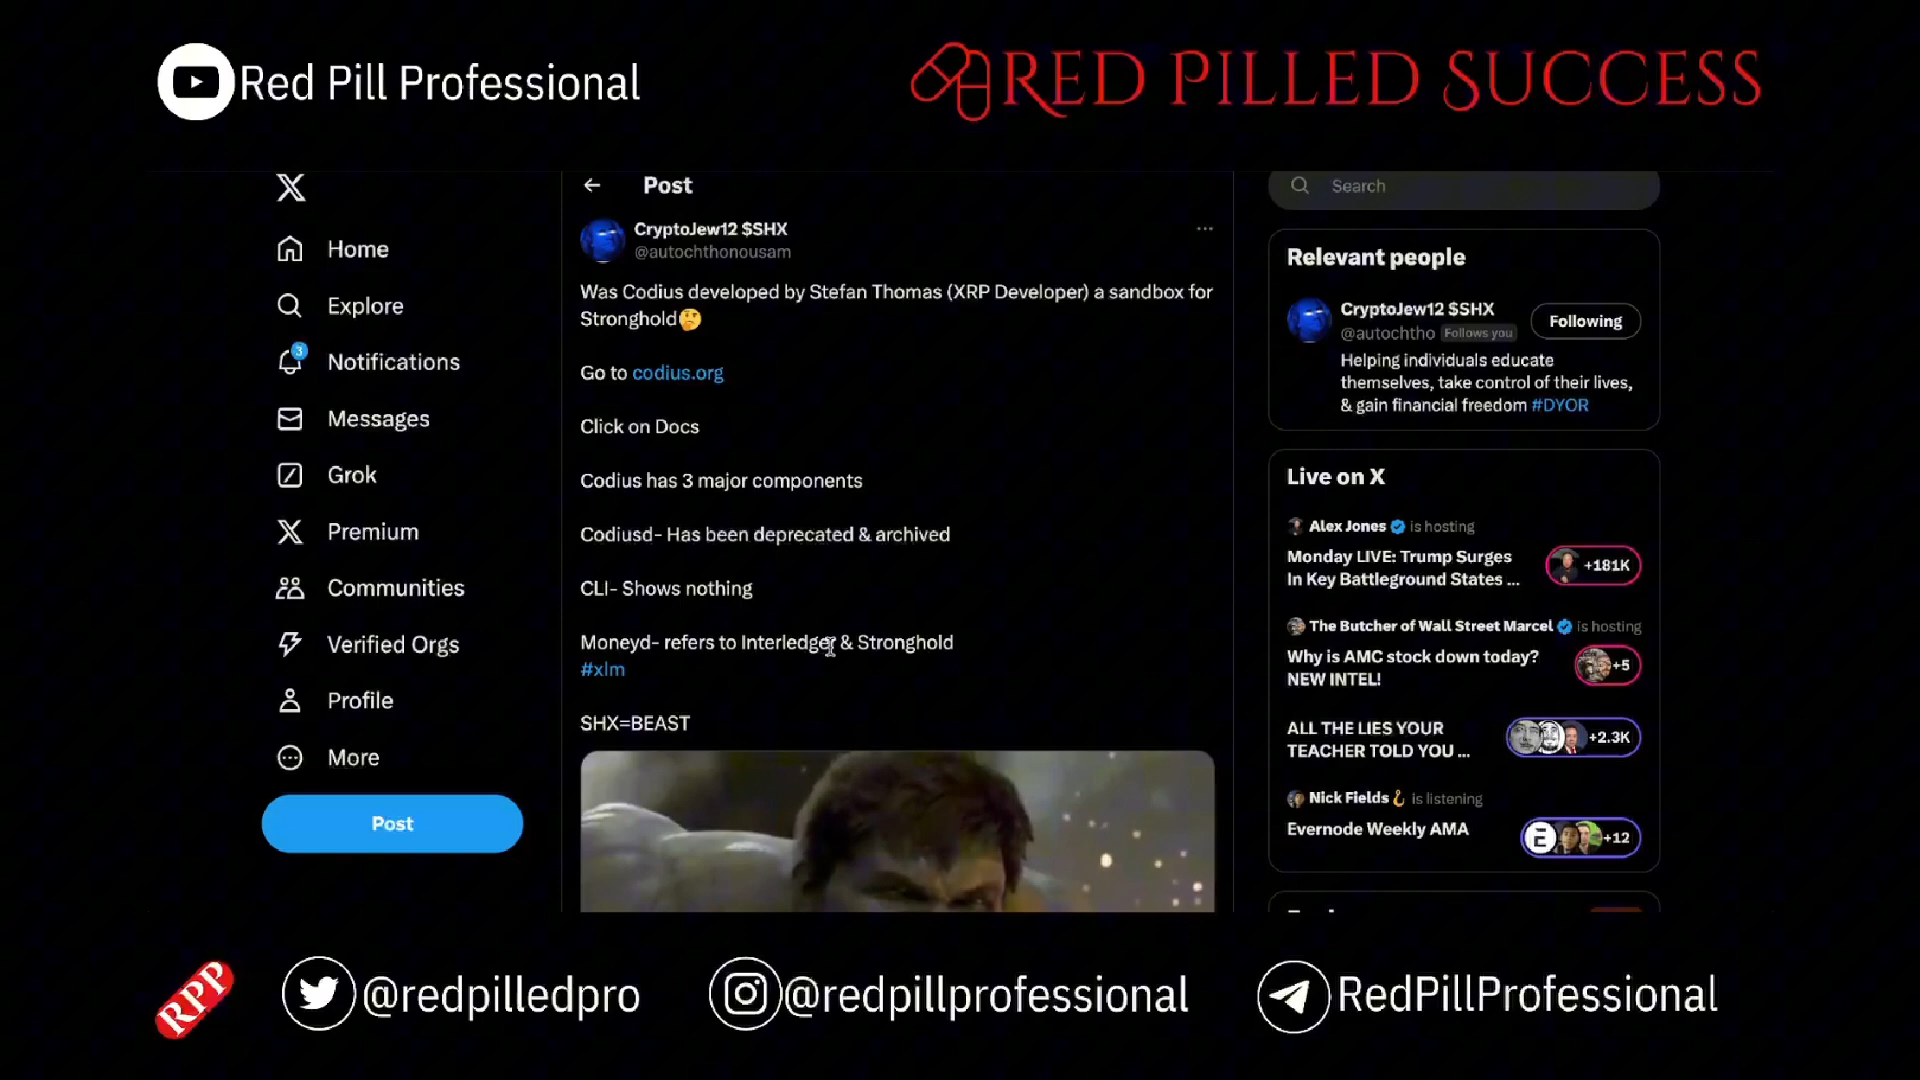 Red Pill Professional
RED PILLED SUCCESS
Home
Explore
3
Notifications
Messages
Grok
Premium
Communities
Verified Orgs
Profile
More
Post
Post
CryptoJew12 $SHX
@autochthonousam
Was Codius developed by Stefan Thomas (XRP Developer) a sandbox for
Stronghold🤔
Go to codius.org
Click on Docs
Codius has 3 major components
Codiusd- Has been deprecated & archived
CLI- Shows nothing
Moneyd- refers to Interledger & Stronghold
#xlm
SHX=BEAST
Search
Relevant people
CryptoJew12 $SHX
@autochtho Follows you
Following
Helping individuals educate
themselves, take control of their lives,
& gain financial freedom #DYOR
Live on X
Alex Jones is hosting
Monday LIVE: Trump Surges
In Key Battleground States ...
+181K
The Butcher of Wall Street Marcel is hosting
Why is AMC stock down today?
NEW INTEL!
+5
ALL THE LIES YOUR
TEACHER TOLD YOU ...
+2.3K
Nick Fields is listening
Evernode Weekly AMA
E
+12
RPP
@redpilledpro
@redpillprofessional
RedPillProfessional